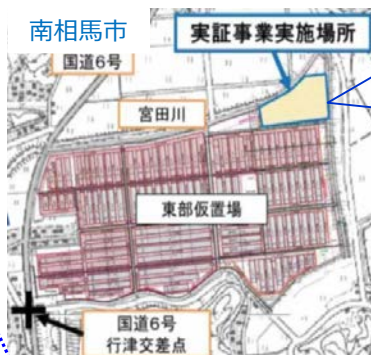 南相馬市
実証事業実施場所
国道6号
宮田川
東部仮置場
国道6号
行津交差点